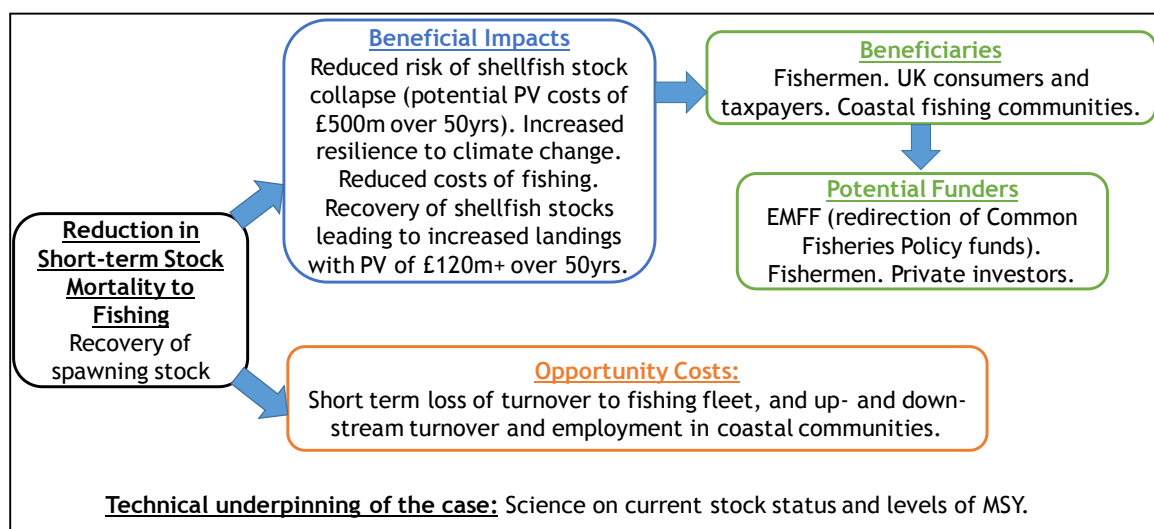 Beneficial Impacts
Reduced risk of shellfish stock
collapse (potential PV costs of
£500m over 50yrs). Increased
resilience to climate change.
Reduced costs of fishing.
Recovery of shellfish stocks
leading to increased landings
with PV of £120m+ over 50yrs.
Beneficiaries
Fishermen. UK consumers and
taxpayers. Coastal fishing communities.
Potential Funders
EMFF (redirection of Common
Fisheries Policy funds).
Fishermen. Private investors.
Reduction in
Short-term Stock
Mortality to
Fishing
Recovery of
spawning stock
Opportunity Costs:
Short term loss of turnover to fishing fleet, and up- and down-
stream turnover and employment in coastal communities.
Technical underpinning of the case: Science on current stock status and levels of MSY.